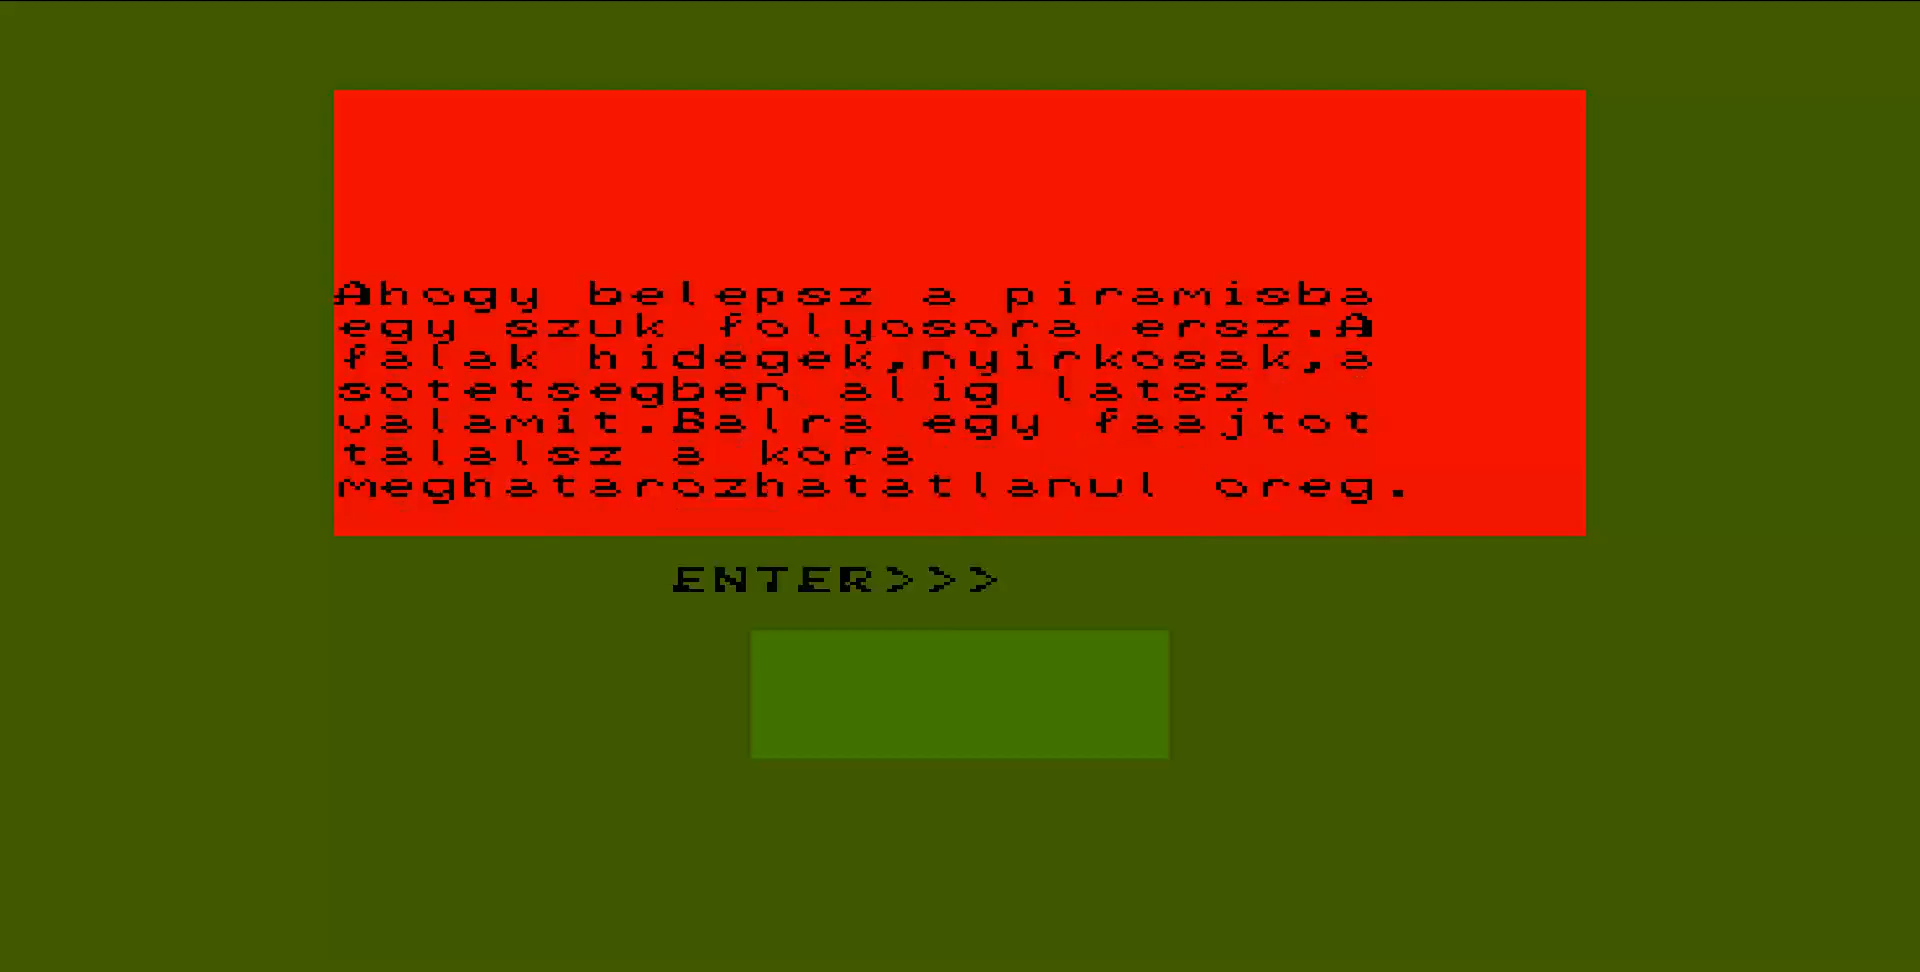 Ahogy belepsz a piramisba
egy szuk folyosora ersz.A
falak hidegek,nyirkosak,a
sotetsegben alig latsz
valamit.Balra egy faajtot
talalsz a kora
meghatarozhatatlanul oreg.
ENTER>>>